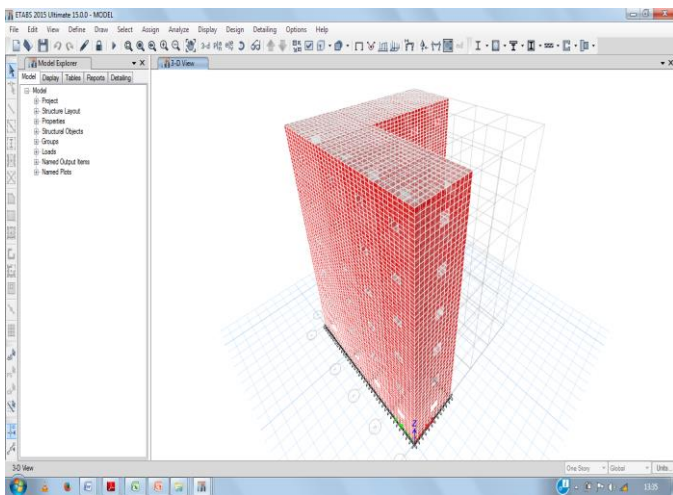 ETABS 2015 Ultimate 15.0.0 - MODEL
File Edit View Define Draw Select Assign Analyze Display Design Detailing Options Help
Model Explorer
3-D View
Model Display Tables Reports Detailing
Model
Project
Structure Layout
Properties
Structural Objects
Groups
Loads
Named Output Items
Named Plots
Z
3-D View
One Story Global Units...
13:35